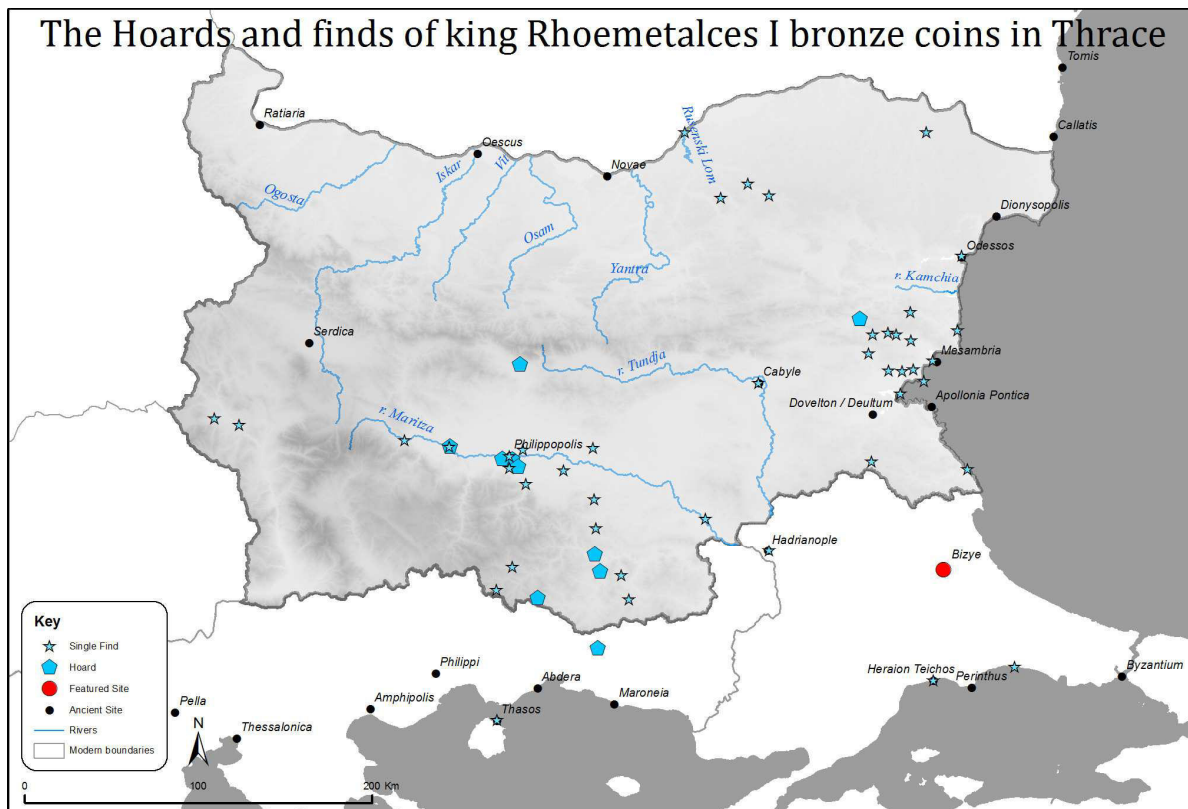 The Hoards and finds of king Rhoemetalces I bronze coins in Thrace
Tomis
Ratiaria
Callatis
Oescus
Novae
Rusenski Lom
Iskar
Vit
Ogosta
Osam
Dionysopolis
Odessos
Yantra
r. Kamchia
Serdica
r. Tundja
Mesambria
Cabyle
Dovelton / Deultum
Apollonia Pontica
r. Maritza
Philippopolis
Hadrianople
Bizye
Key
Single Find
Hoard
Featured Site
Ancient Site
Rivers
Modern boundaries
Philippi
Abdera
Maroneia
Heraion Teichos
Perinthus
Byzantium
Pella
Amphipolis
Thasos
Thessalonica
N
0 100 200 Km